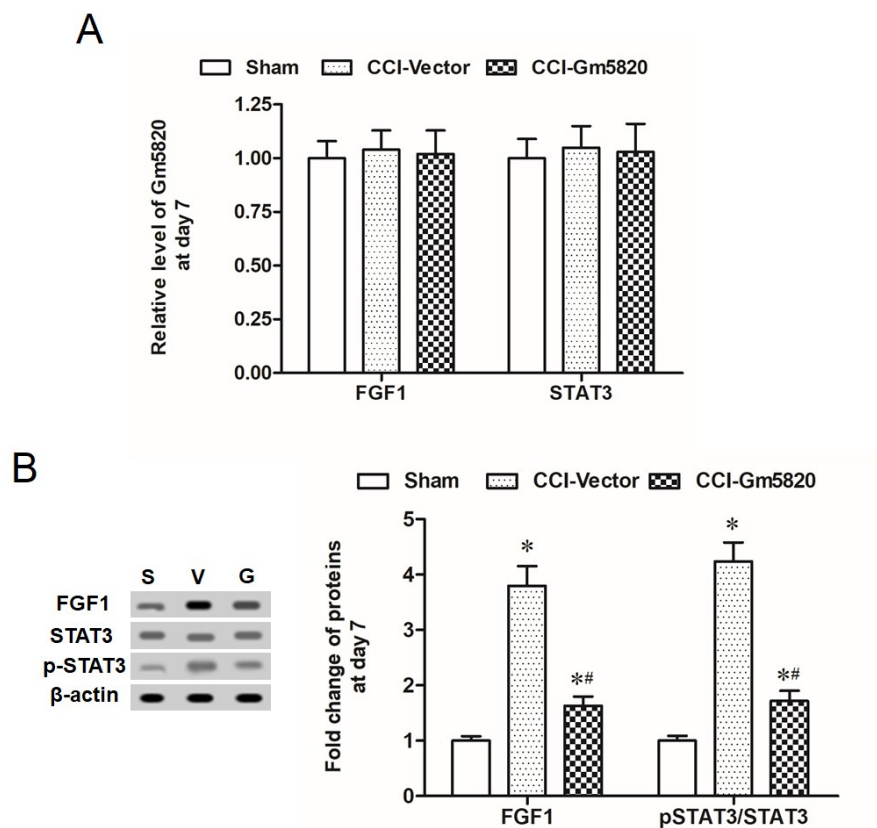 A
Sham CCI-Vector CCI-Gm5820
Relative level of Gm5820
at day 7
1.25
1.00
0.75
0.50
0.25
0.00
FGF1 STAT3
B
Sham CCI-Vector CCI-Gm5820
S V G
FGF1
STAT3
p-STAT3
β-actin
Fold change of proteins
at day 7
5
4
3
2
1
0
* *# * *#
FGF1 pSTAT3/STAT3